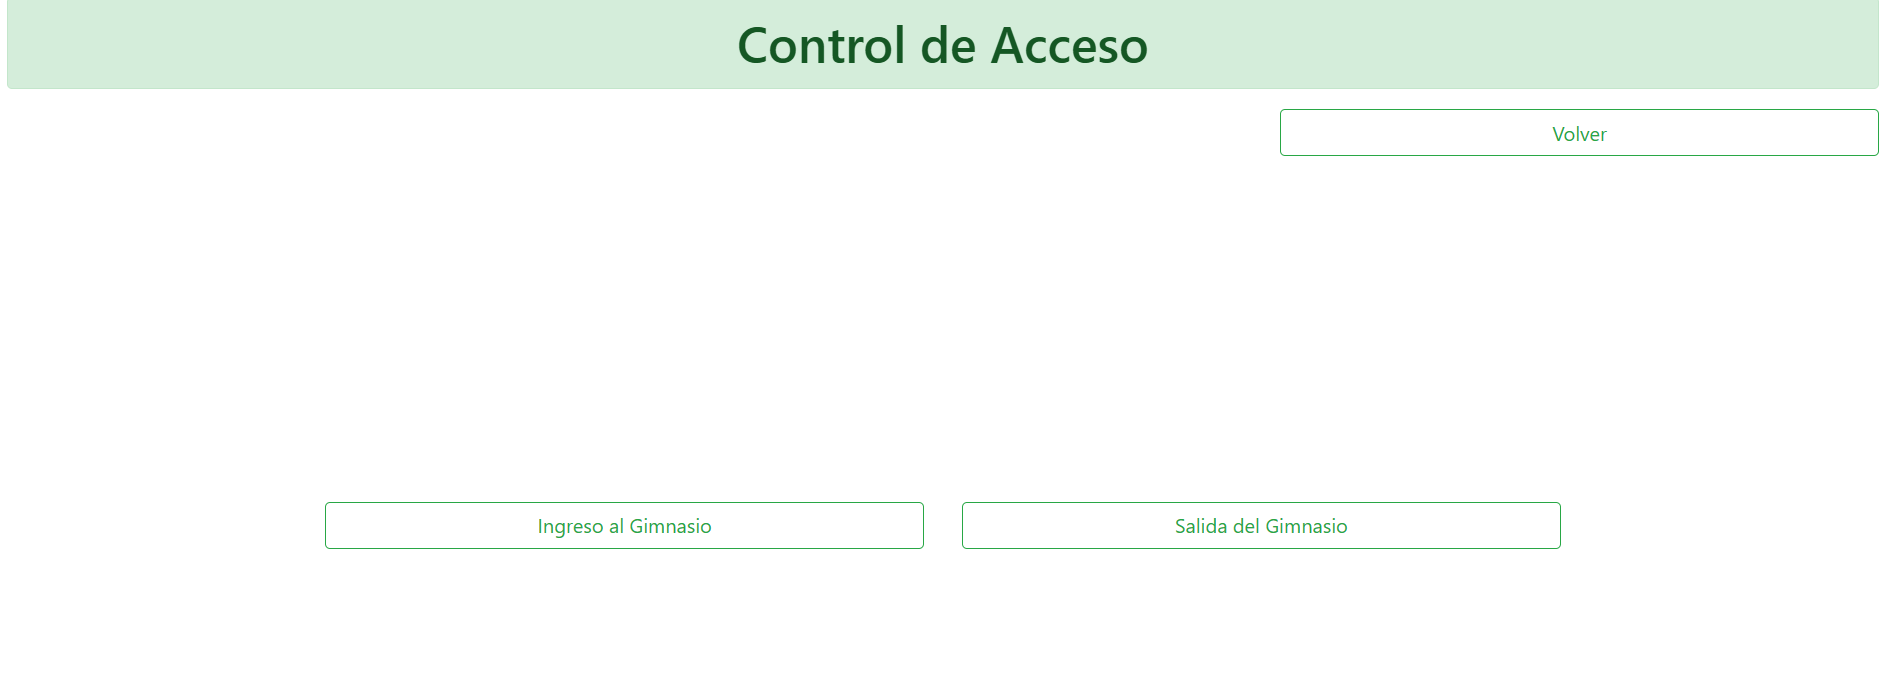 Control de Acceso
Volver
Ingreso al Gimnasio
Salida del Gimnasio